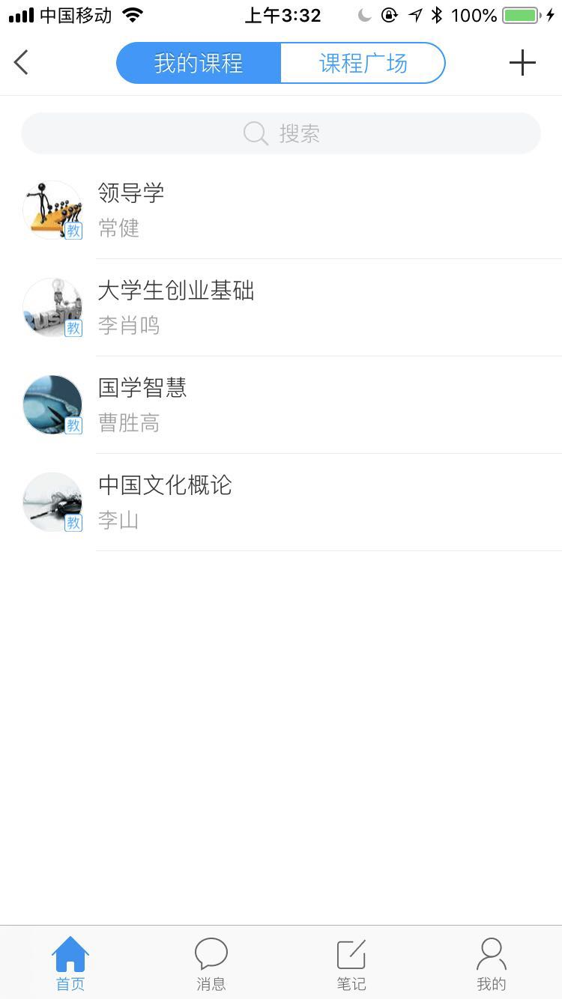 中国移动 上午3:32 100%
我的课程 课程广场
搜索
领导学
教
常健
大学生创业基础
教
李肖鸣
国学智慧
教
曹胜高
中国文化概论
教
李山
首页 消息 笔记 我的